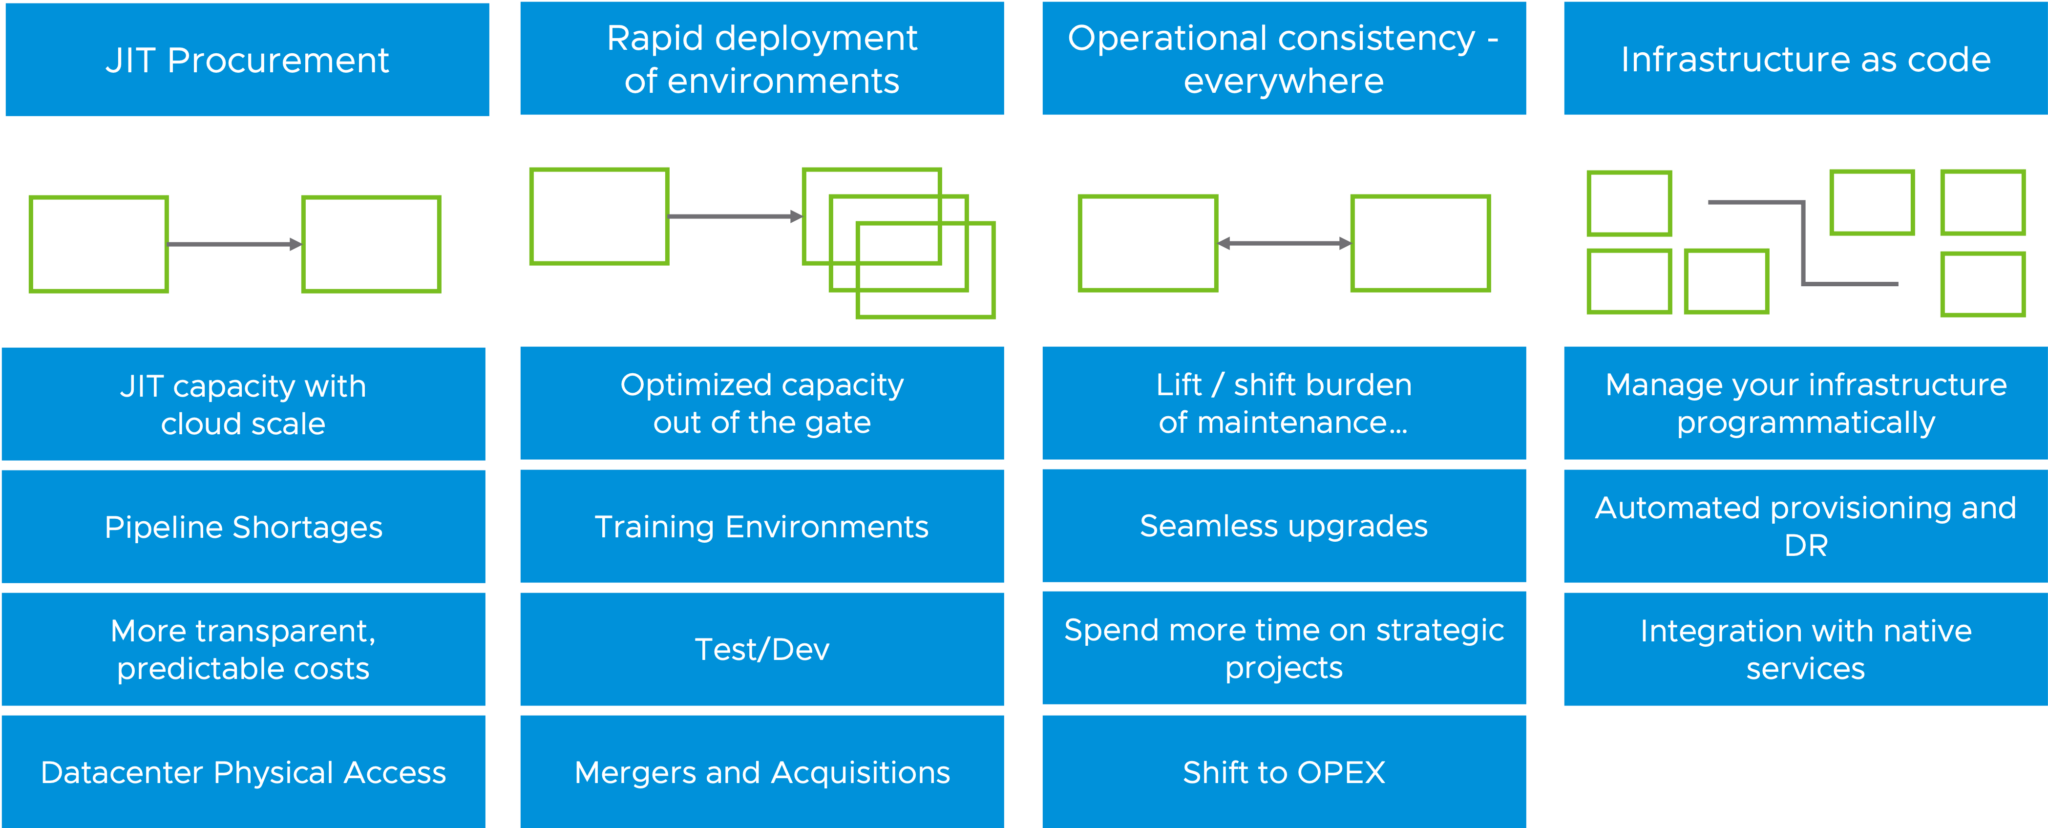 JIT Procurement
Rapid deployment
of environments
Operational consistency -
everywhere
Infrastructure as code
JIT capacity with
cloud scale
Optimized capacity
out of the gate
Lift / shift burden
of maintenance...
Manage your infrastructure
programmatically
Pipeline Shortages
Training Environments
Seamless upgrades
Automated provisioning and
DR
More transparent,
predictable costs
Test/Dev
Spend more time on strategic
projects
Integration with native
services
Datacenter Physical Access
Mergers and Acquisitions
Shift to OPEX